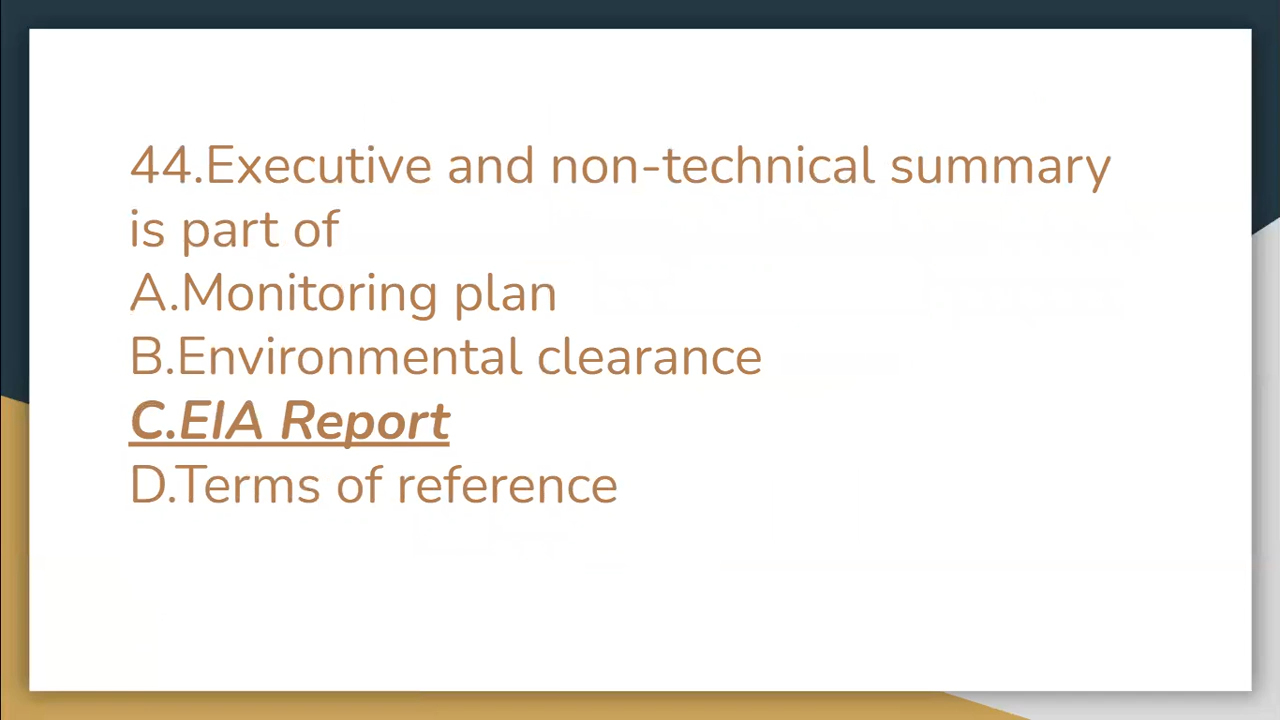 44.Executive and non-technical summary
is part of
A.Monitoring plan
B.Environmental clearance
C.EIA Report
D.Terms of reference